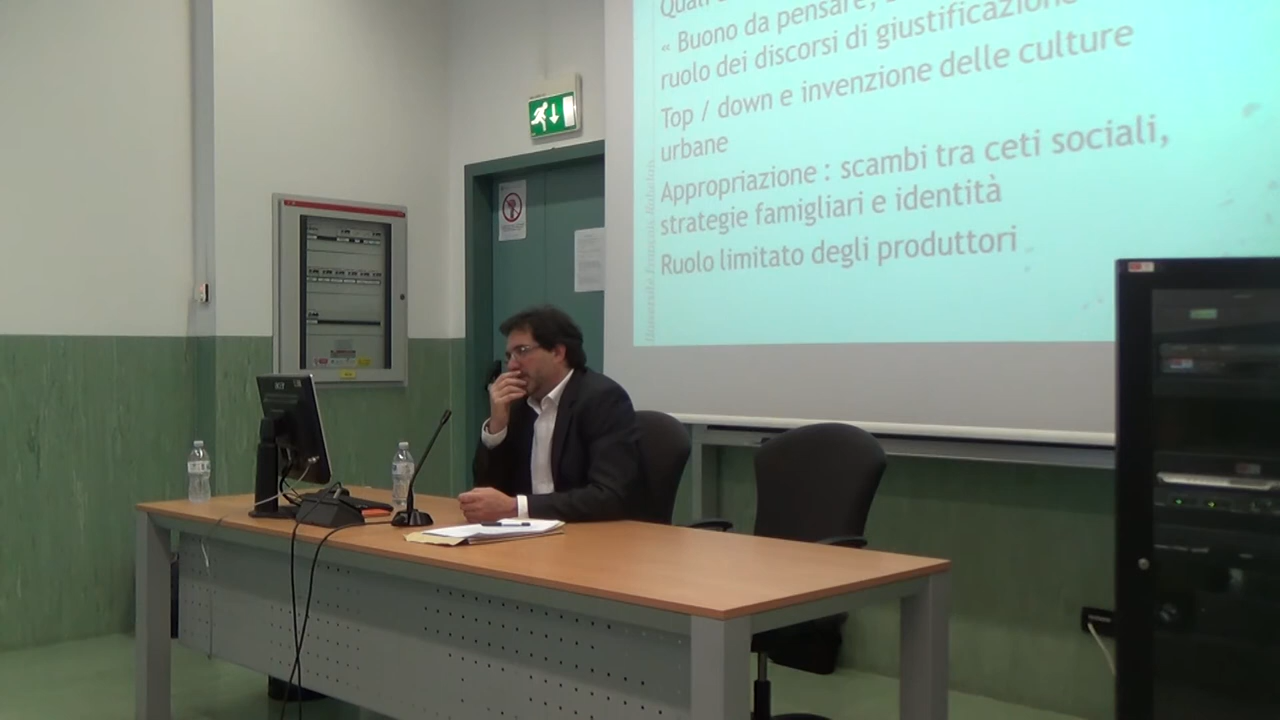 Quali
« Buono da pensare,
ruolo dei discorsi di giustificazione
Top / down e invenzione delle culture
urbane
Appropriazione : scambi tra ceti sociali,
strategie famigliari e identità
Ruolo limitato degli produttori